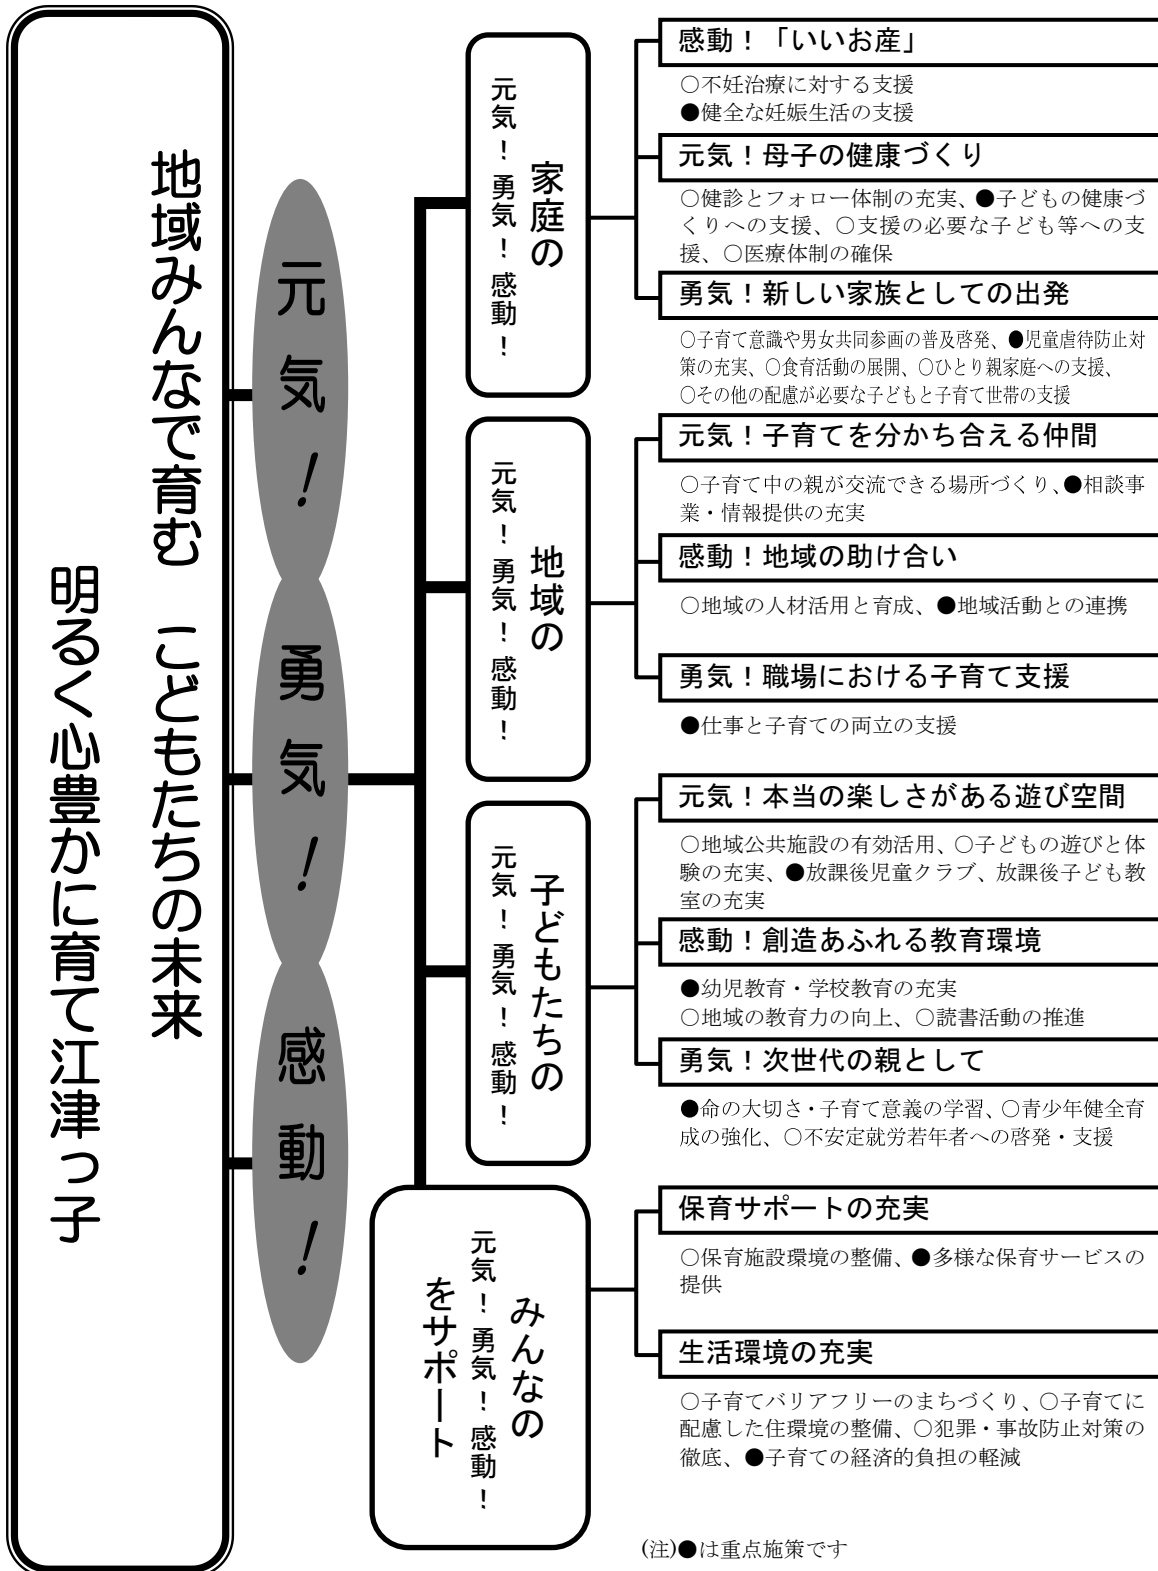 地域みんなで育む　こどもたちの未来
明るく心豊かに育て江津っ子
元気！
勇気！
感動！
家庭の
元気！勇気！感動！
感動！「いいお産」
○不妊治療に対する支援
●健全な妊娠生活の支援
元気！母子の健康づくり
○健診とフォロー体制の充実、●子どもの健康づ
くりへの支援、○支援の必要な子ども等への支
援、○医療体制の確保
勇気！新しい家族としての出発
○子育て意識や男女共同参画の普及啓発、●児童虐待防止対
策の充実、○食育活動の展開、○ひとり親家庭への支援、
○その他の配慮が必要な子どもと子育て世帯の支援
地域の
元気！勇気！感動！
元気！子育てを分かち合える仲間
○子育て中の親が交流できる場所づくり、●相談事
業・情報提供の充実
感動！地域の助け合い
○地域の人材活用と育成、●地域活動との連携
勇気！職場における子育て支援
●仕事と子育ての両立の支援
子どもたちの
元気！勇気！感動！
元気！本当の楽しさがある遊び空間
○地域公共施設の有効活用、○子どもの遊びと体
験の充実、●放課後児童クラブ、放課後子ども教
室の充実
感動！創造あふれる教育環境
●幼児教育・学校教育の充実
○地域の教育力の向上、○読書活動の推進
勇気！次世代の親として
●命の大切さ・子育て意義の学習、○青少年健全育
成の強化、○不安定就労若年者への啓発・支援
みんなの
元気！勇気！感動！
をサポート
保育サポートの充実
○保育施設環境の整備、●多様な保育サービスの
提供
生活環境の充実
○子育てバリアフリーのまちづくり、○子育てに
配慮した住環境の整備、○犯罪・事故防止対策の
徹底、●子育ての経済的負担の軽減
(注)●は重点施策です